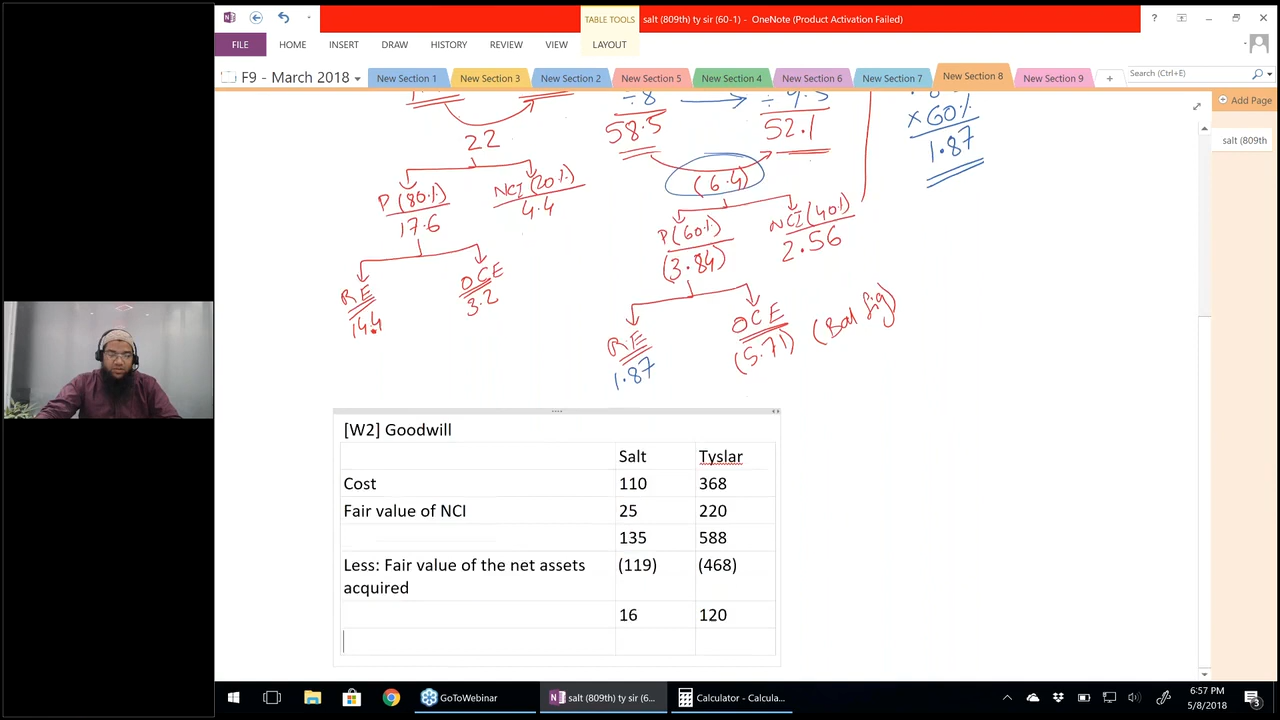 TABLE TOOLS
salt (809th) ty sir (60-1) - OneNote (Product Activation Failed)
FILE HOME INSERT DRAW HISTORY REVIEW VIEW LAYOUT
F9 - March 2018
New Section 1 New Section 3 New Section 2 New Section 5 New Section 4 New Section 6 New Section 7 New Section 8 New Section 9
Search (Ctrl+E)
Add Page
salt (809th)
÷8
58.5
52.1
×60%
1.87
22
(6.4)
P (80%)
17.6
NCI (20%)
4.4
P (60%)
(3.84)
NCI (40%)
2.56
RE
14.4
OCE
3.2
RE
1.87
OCE
(5.71)
(Bal fig)
[W2] Goodwill
Salt Tyslar
Cost 110 368
Fair value of NCI 25 220
135 588
Less: Fair value of the net assets (119) (468)
acquired
16 120
GoToWebinar
salt (809th) ty sir (6...
Calculator - Calcula...
6:57 PM
5/8/2018
3